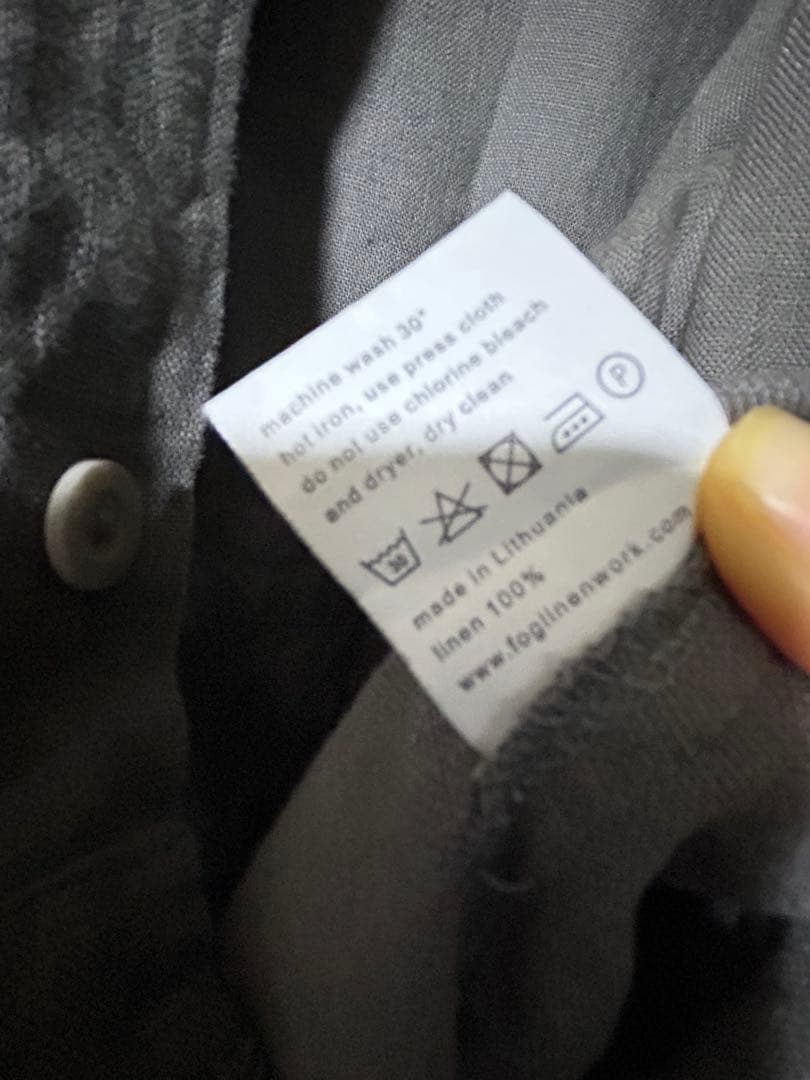 machine wash 30°
hot iron, use press cloth
do not use chlorine bleach
and dryer, dry clean
30
P
made in Lithuania
linen 100%
www.foglinenwork.com